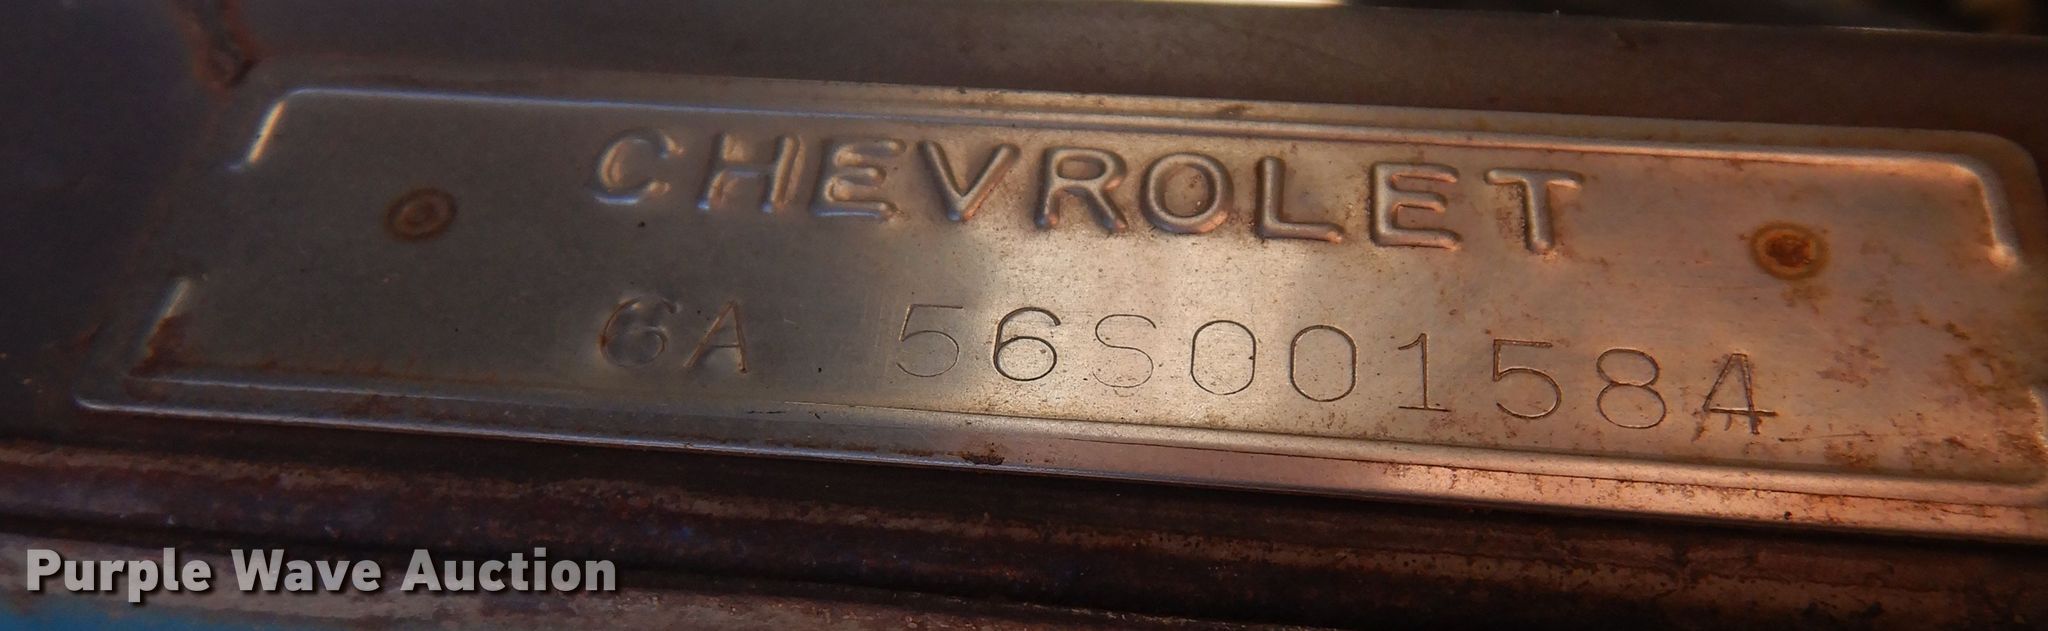 CHEVROLET
6A 56S001584
Purple Wave Auction